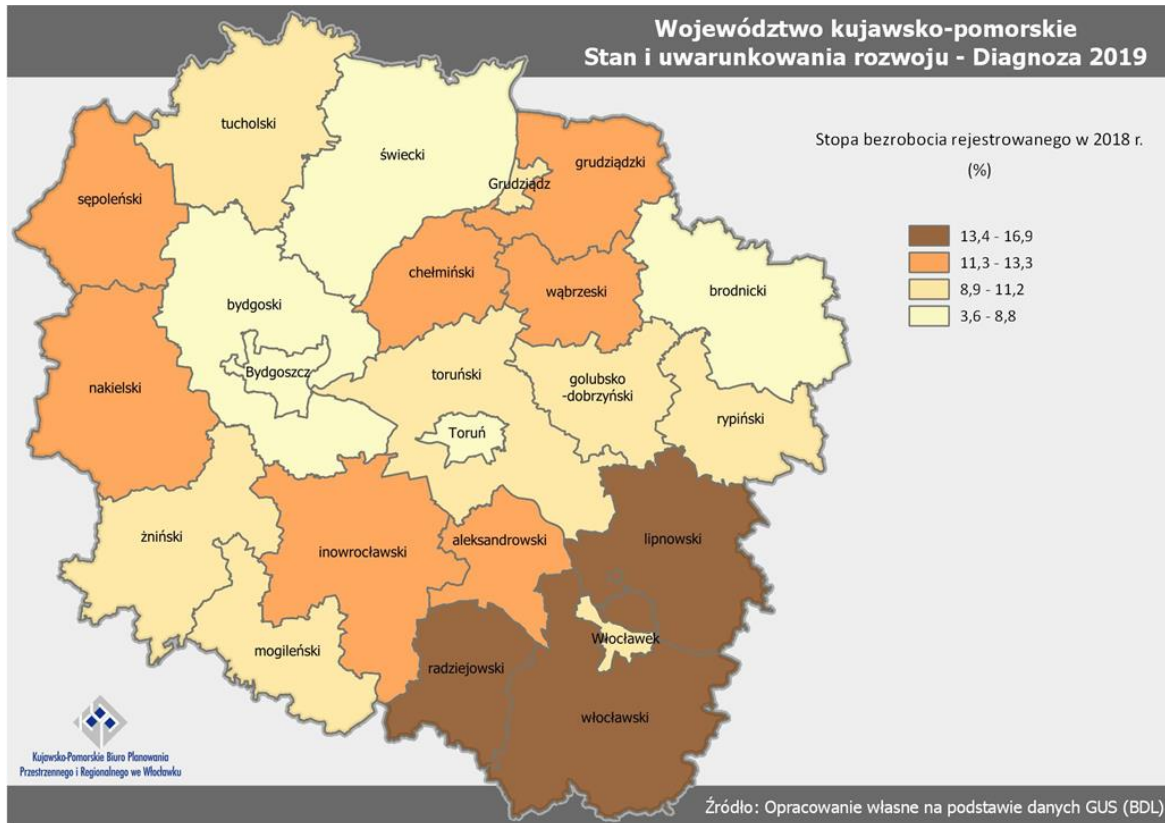 Województwo kujawsko-pomorskie
Stan i uwarunkowania rozwoju - Diagnoza 2019
Stopa bezrobocia rejestrowanego w 2018 r.
(%)
13,4 - 16,9
11,3 - 13,3
8,9 - 11,2
3,6 - 8,8
tucholski
świecki
grudziądzki
Grudziądz
sępoleński
chełmiński
wąbrzeski
brodnicki
bydgoski
Bydgoszcz
nakielski
toruński
golubsko
-dobrzyński
rypiński
Toruń
żniński
inowrocławski
aleksandrowski
lipnowski
mogileński
radziejowski
Włocławek
włocławski
Kujawsko-Pomorskie Biuro Planowania
Przestrzennego i Regionalnego we Włocławku
Źródło: Opracowanie własne na podstawie danych GUS (BDL)